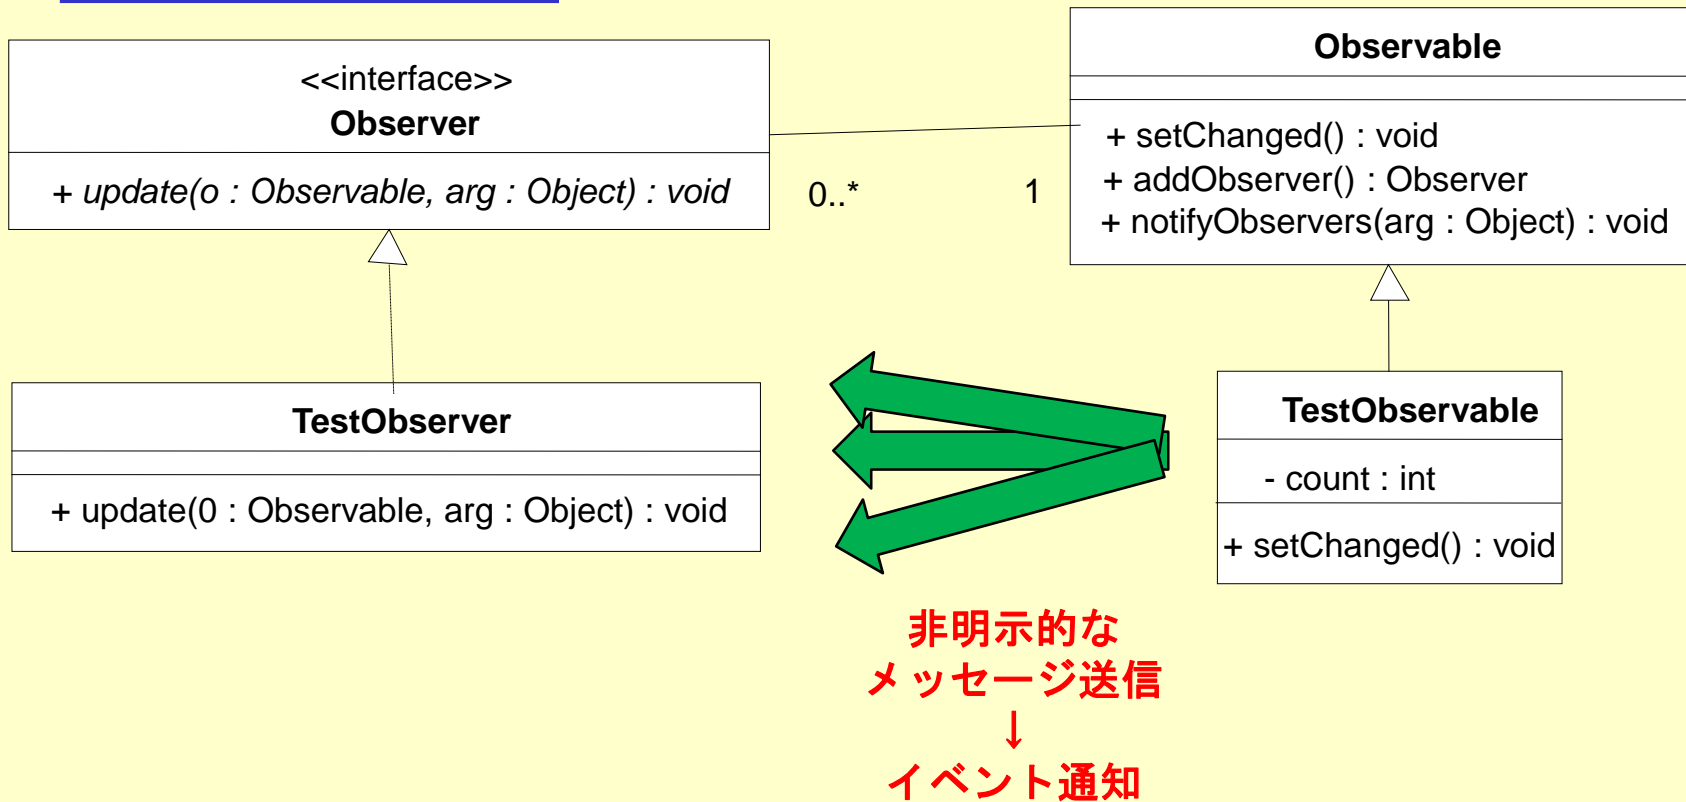 <<interface>>
Observer
+ update(o : Observable, arg : Object) : void
0..*
1
Observable
+ setChanged() : void
+ addObserver() : Observer
+ notifyObservers(arg : Object) : void
TestObserver
+ update(0 : Observable, arg : Object) : void
TestObservable
- count : int
+ setChanged() : void
非明示的な
メッセージ送信
↓
イベント通知